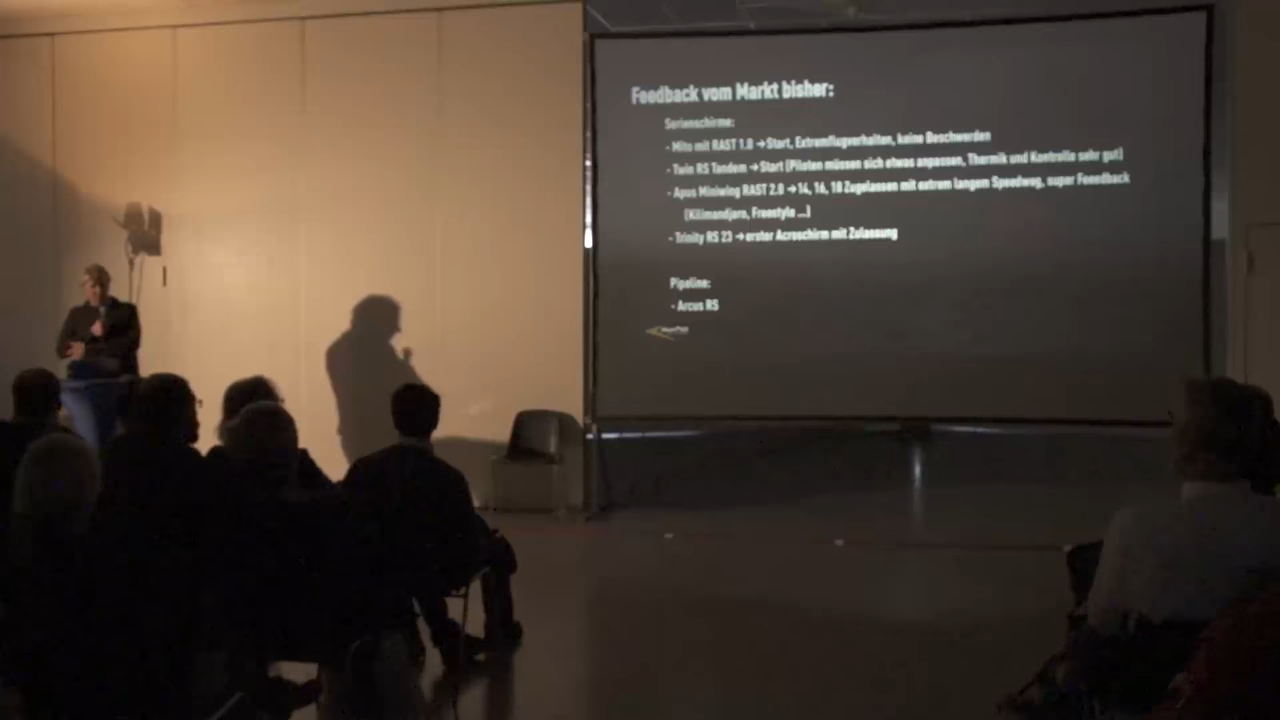 Feedback vom Markt bisher:
Serienschirme:
- Mito mit RAST 1.0 → Start, Extremflugverhalten, keine Beschwerden
- Twin RS Tandem → Start (Piloten müssen sich etwas anpassen, Thermik und Kontrolle sehr gut)
- Apus Miniwing RAST 2.0 → 14, 16, 18 Zugelassen mit extrem langem Speedweg, super Feeedback
(Kilimandjaro, Freestyle ...)
- Trinity RS 23 → erster Acroschirm mit Zulassung
Pipeline:
- Arcus RS